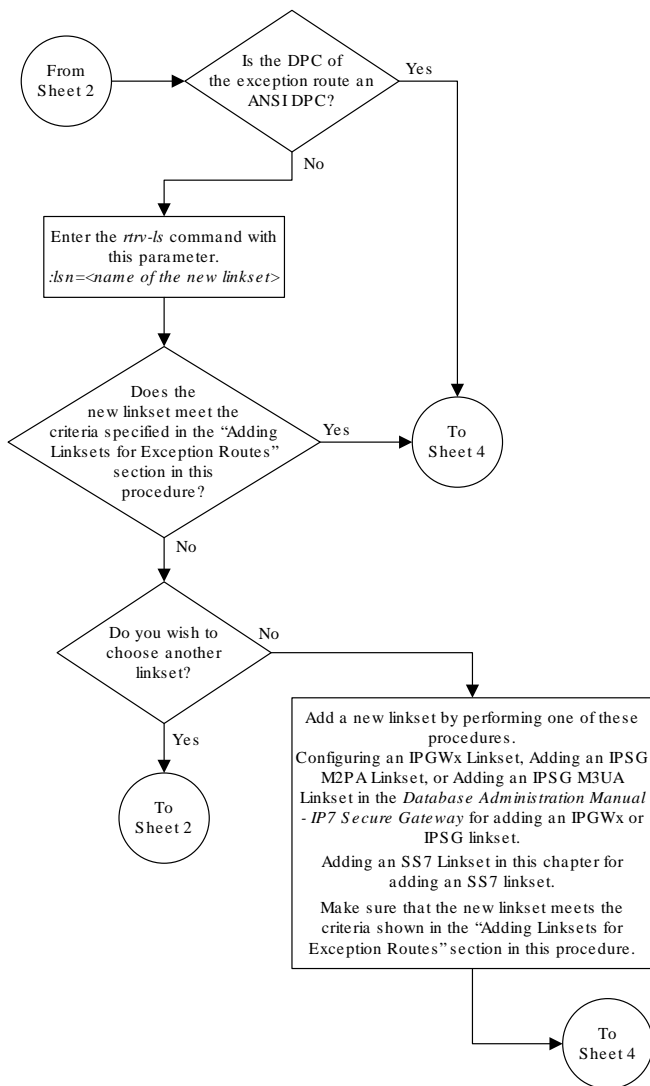 From
Sheet 2
Is the DPC of
the exception route an
ANSI DPC?
Yes
No
Enter the rtrv-ls command with
this parameter.
:lsn=<name of the new linkset>
Does the
new linkset meet the
criteria specified in the “Adding
Linksets for Exception Routes”
section in this
procedure?
Yes
To
Sheet 4
No
Do you wish to
choose another
linkset?
No
Yes
To
Sheet 2
Add a new linkset by performing one of these
procedures.
Configuring an IPGWx Linkset, Adding an IPSG
M2PA Linkset, or Adding an IPSG M3UA
Linkset in the Database Administration Manual
- IP7 Secure Gateway for adding an IPGWx or
IPSG linkset.
Adding an SS7 Linkset in this chapter for
adding an SS7 linkset.
Make sure that the new linkset meets the
criteria shown in the “Adding Linksets for
Exception Routes” section in this procedure.
To
Sheet 4